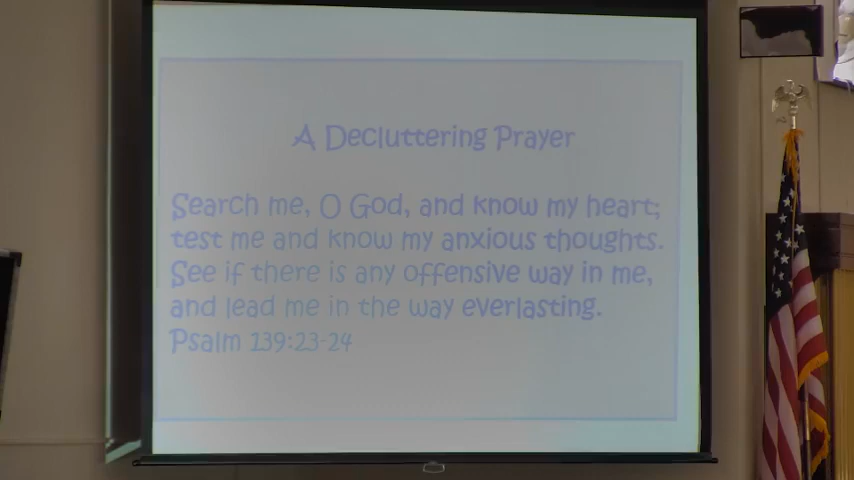 A Decluttering Prayer
Search me, O God, and know my heart;
test me and know my anxious thoughts.
See if there is any offensive way in me,
and lead me in the way everlasting.
Psalm 139:23-24